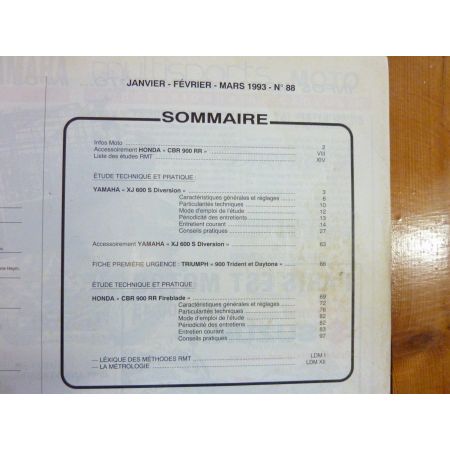 JANVIER - FÉVRIER - MARS 1993 - N° 88
SOMMAIRE
Infos Moto 2
Accessoirement HONDA « CBR 900 RR » VIII
Liste des études RMT XIV
ÉTUDE TECHNIQUE ET PRATIQUE :
YAMAHA « XJ 600 S Diversion » 3
Caractéristiques générales et réglages 6
Particularités techniques 10
Mode d'emploi de l'étude 12
Périodicité des entretiens 13
Entretien courant 14
Conseils pratiques 27
Accessoirement YAMAHA « XJ 600 S Diversion » 63
FICHE PREMIÈRE URGENCE : TRIUMPH « 900 Trident et Daytona » 66
ÉTUDE TECHNIQUE ET PRATIQUE :
HONDA « CBR 900 RR Fireblade » 69
Caractéristiques générales et réglages 72
Particularités techniques 76
Mode d'emploi de l'étude 82
Périodicité des entretiens 82
Entretien courant 83
Conseils pratiques 97
— LÉXIQUE DES MÉTHODES RMT LDM I
— LA MÉTROLOGIE LDM XII